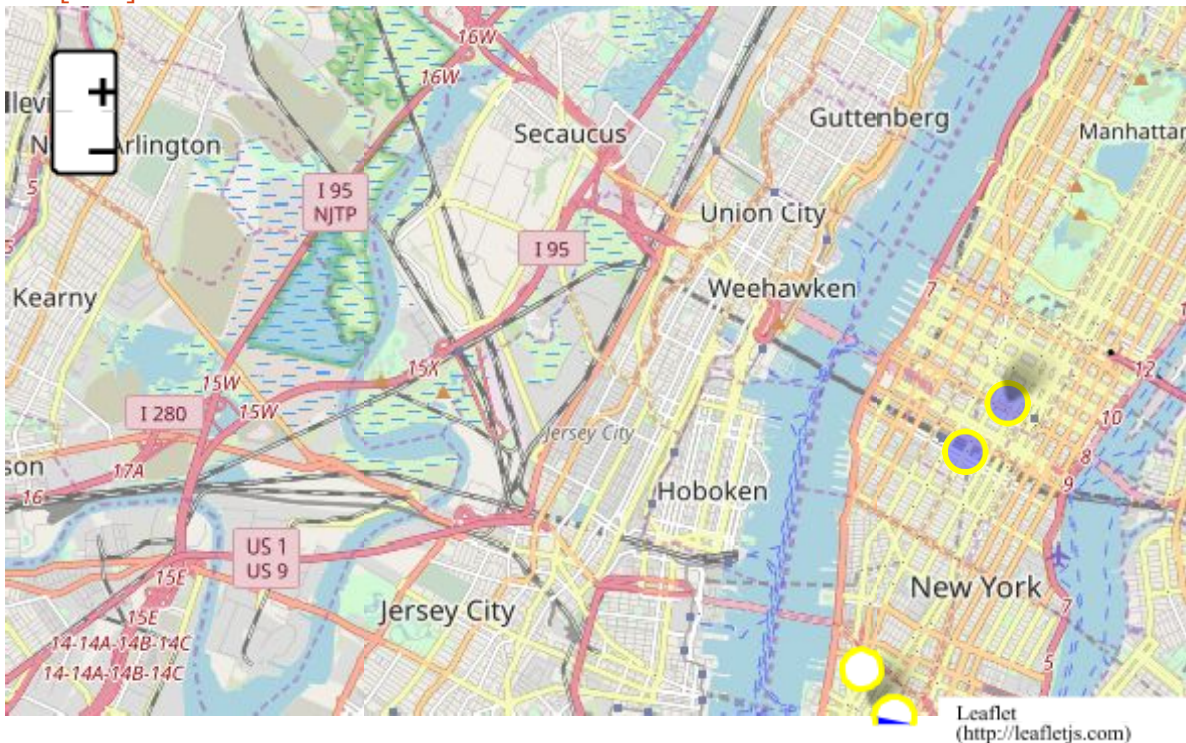 16W
16W
+
−
Secaucus
Guttenberg
Arlington
Manhattan
5
I 95
NJTP
I 95
Union City
Weehawken
Kearny
7
15W
15X
12
I 280
15W
10
Jersey City
17A
8
16
Hoboken
9
US 1
US 9
15E
New York
15E
Jersey City
7
14-14A-14B-14C
5
14-14A-14B-14C
Leaflet
(http://leafletjs.com)